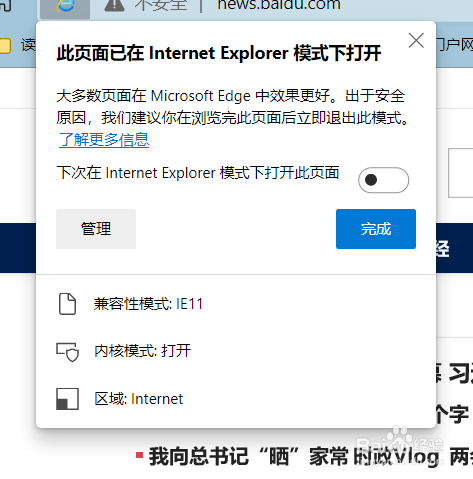 不安全 | news.baidu.com
读
门户网
此页面已在 Internet Explorer 模式下打开
大多数页面在 Microsoft Edge 中效果更好。出于安全
原因，我们建议你在浏览完此页面后立即退出此模式。
了解更多信息
下次在 Internet Explorer 模式下打开此页面
管理
完成
经
兼容性模式: IE11
内核模式: 打开
区域: Internet
习
个字
我向总书记“晒”家常 时政Vlog 两
Baidu 经验